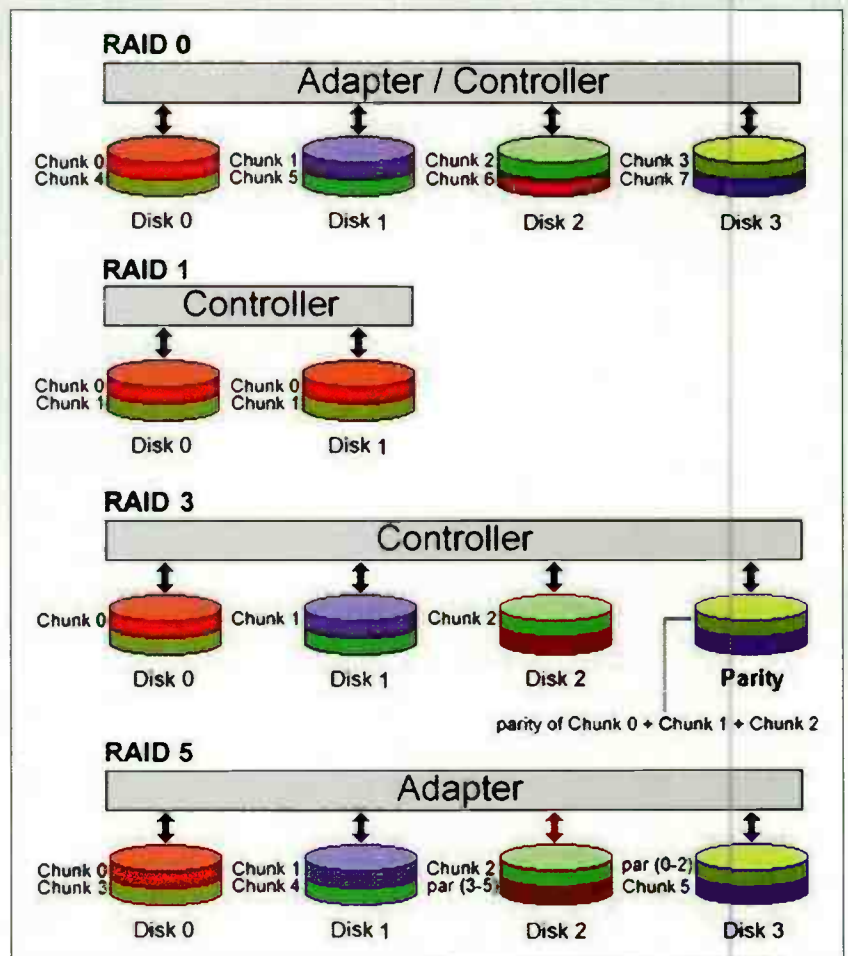 RAID 0
Adapter / Controller
Chunk 0
Chunk 4
Chunk 1
Chunk 5
Chunk 2
Chunk 6
Chunk 3
Chunk 7
Disk 0
Disk 1
Disk 2
Disk 3
RAID 1
Controller
Chunk 0
Chunk 1
Chunk 0
Chunk 1
Disk 0
Disk 1
RAID 3
Controller
Chunk 0
Chunk 1
Chunk 2
Disk 0
Disk 1
Disk 2
Parity
parity of Chunk 0 + Chunk 1 + Chunk 2
RAID 5
Adapter
Chunk 0
Chunk 3
Chunk 1
Chunk 4
Chunk 2
par (3-5)
par (0-2)
Chunk 5
Disk 0
Disk 1
Disk 2
Disk 3